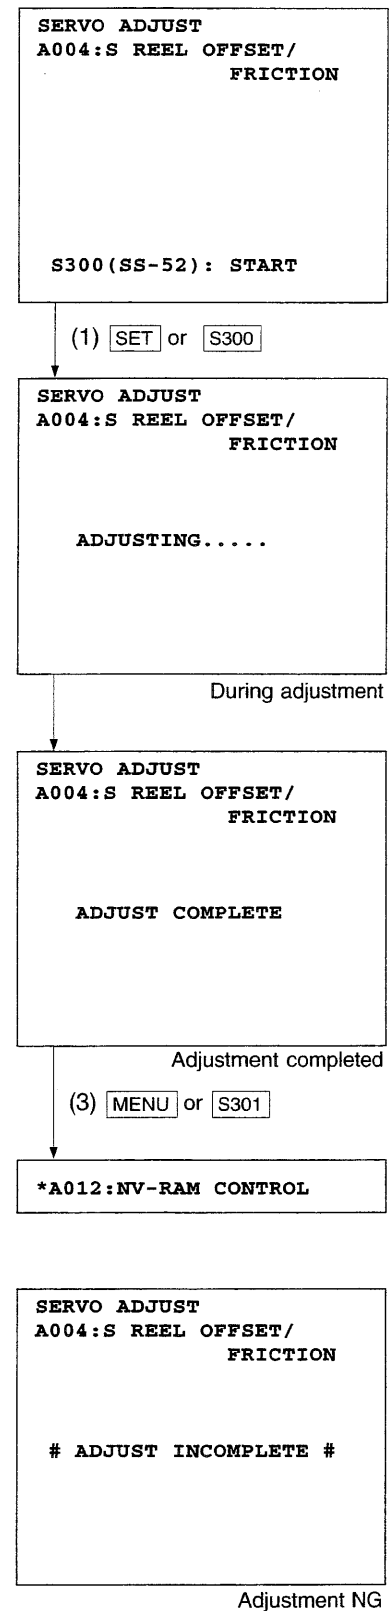 SERVO ADJUST
A004:S REEL OFFSET/
FRICTION
S300(SS-52): START
(1) SET or S300
SERVO ADJUST
A004:S REEL OFFSET/
FRICTION
ADJUSTING.....
During adjustment
SERVO ADJUST
A004:S REEL OFFSET/
FRICTION
ADJUST COMPLETE
Adjustment completed
(3) MENU or S301
*A012:NV-RAM CONTROL
SERVO ADJUST
A004:S REEL OFFSET/
FRICTION
# ADJUST INCOMPLETE #
Adjustment NG